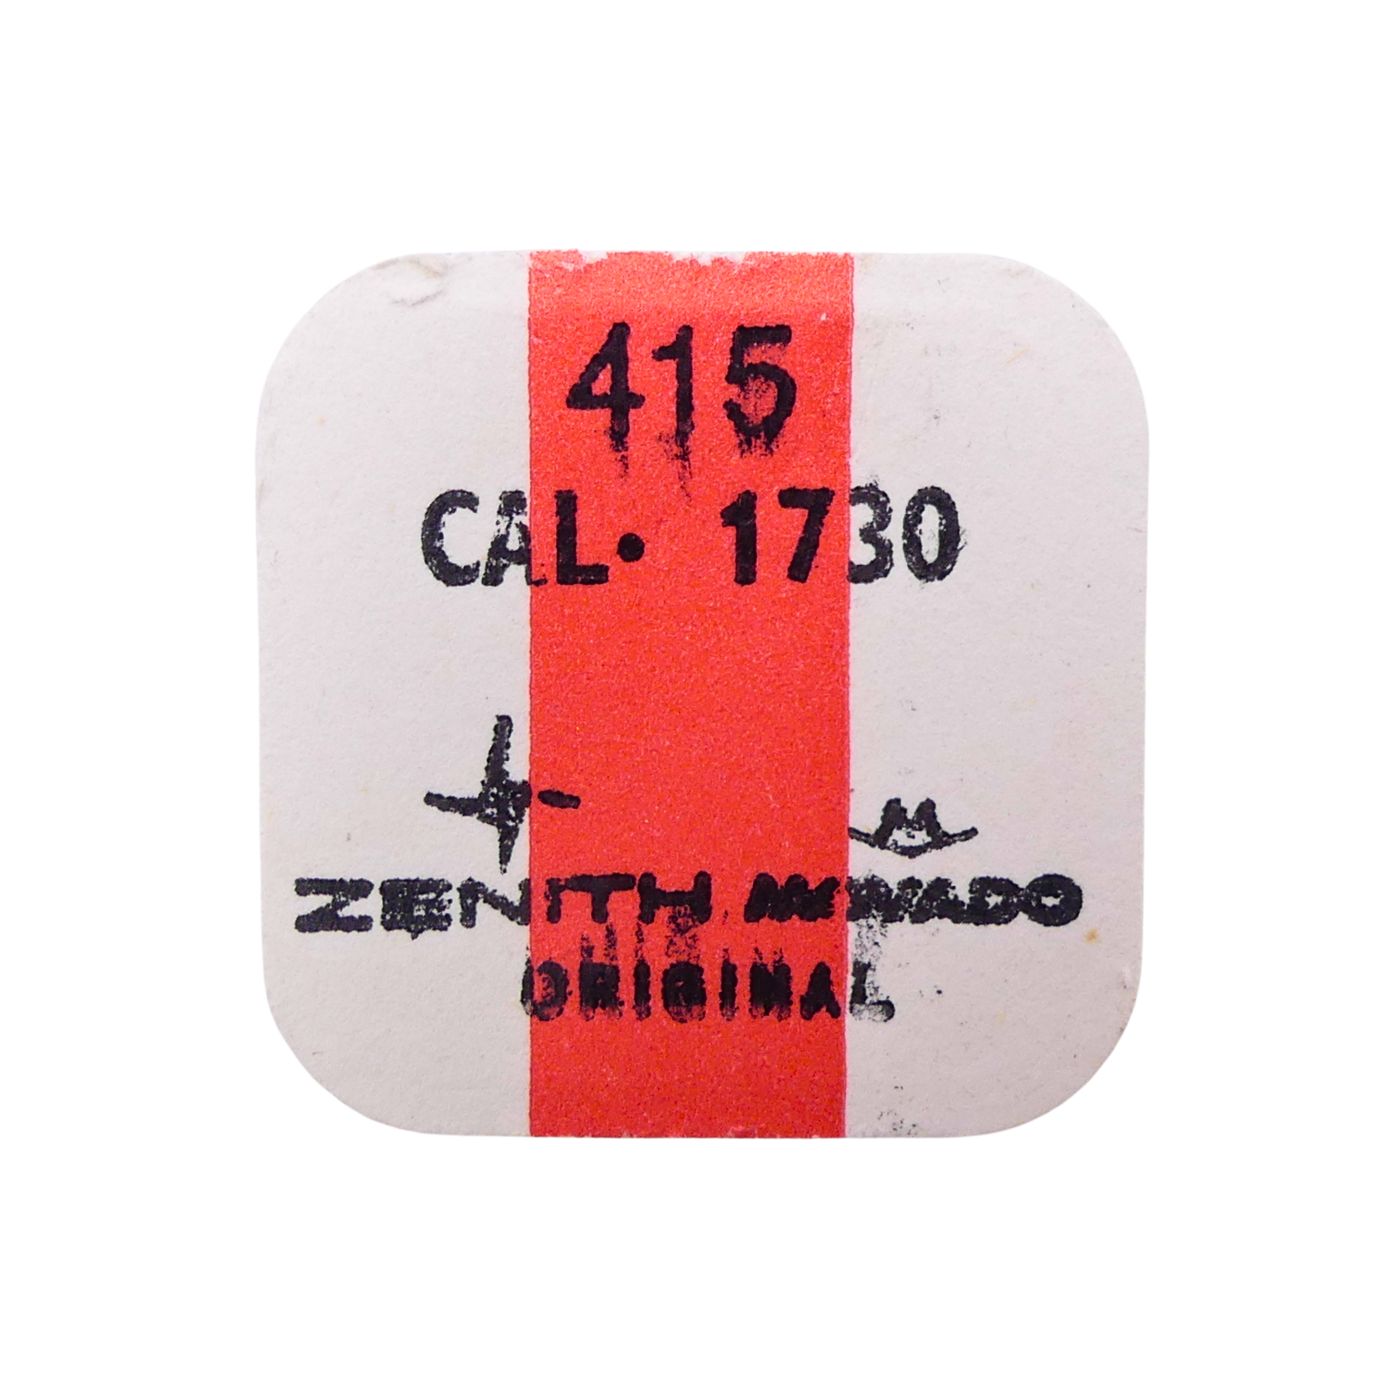 415
CAL. 1730
ZENITH MOVADO
ORIGINAL